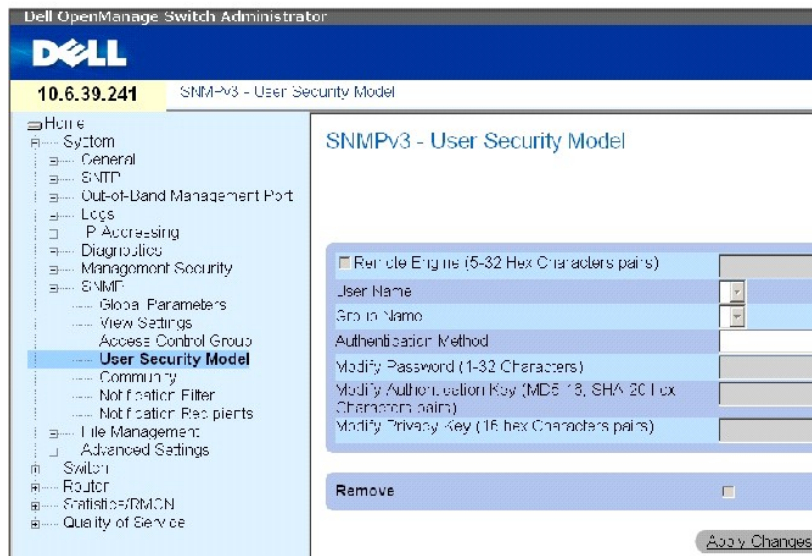 Dell OpenManage Switch Administrator
DELL
10.6.39.241
SNMPv3 - User Security Model
Home
System
General
SNTP
Out-of-Band Management Port
Logs
IP Addressing
Diagnostics
Management Security
SNMP
Global Parameters
View Settings
Access Control Group
User Security Model
Community
Notification Filter
Notification Recipients
File Management
Advanced Settings
Switch
Router
Statistics/RMON
Quality of Service
SNMPv3 - User Security Model
Remote Engine (5-32 Hex Characters pairs)
User Name
Group Name
Authentication Method
Modify Password (1-32 Characters)
Modify Authentication Key (MD5-16, SHA-20 Hex
Characters pairs)
Modify Privacy Key (16 hex Characters pairs)
Remove
Apply Changes